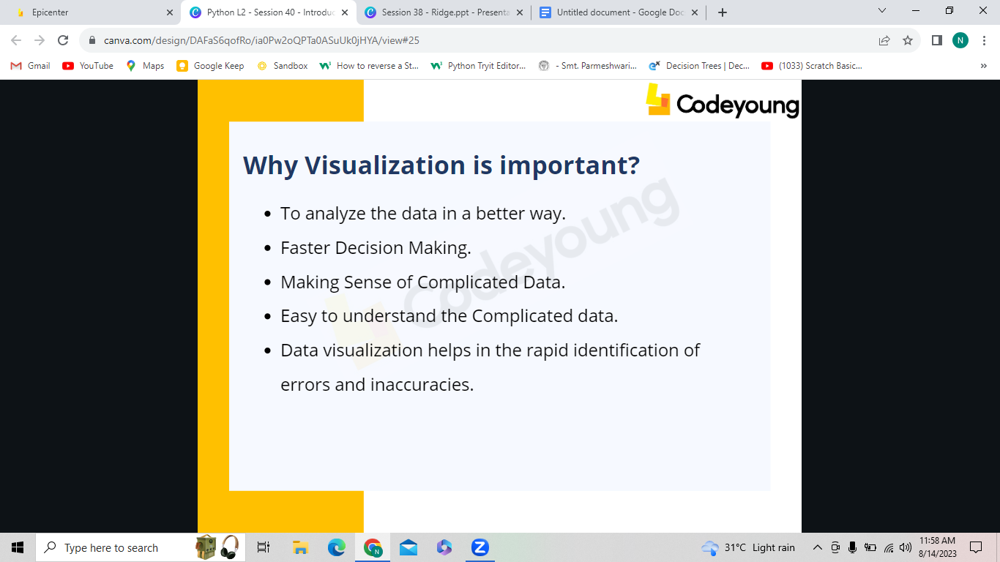 Epicenter
Python L2 - Session 40 - Introduc
Session 38 - Ridge.ppt - Presenta
Untitled document - Google Doc
canva.com/design/DAFaS6qofRo/ia0Pw2oQPTa0ASuUk0jHYA/view#25
N
Gmail
YouTube
Maps
Google Keep
Sandbox
How to reverse a St...
Python Tryit Editor...
- Smt. Parmeshwari...
Decision Trees | Dec...
(1033) Scratch Basic...
»
Codeyoung
Why Visualization is important?
• To analyze the data in a better way.
• Faster Decision Making.
• Making Sense of Complicated Data.
• Easy to understand the Complicated data.
• Data visualization helps in the rapid identification of
errors and inaccuracies.
Codeyoung
Type here to search
31°C Light rain
11:58 AM
8/14/2023